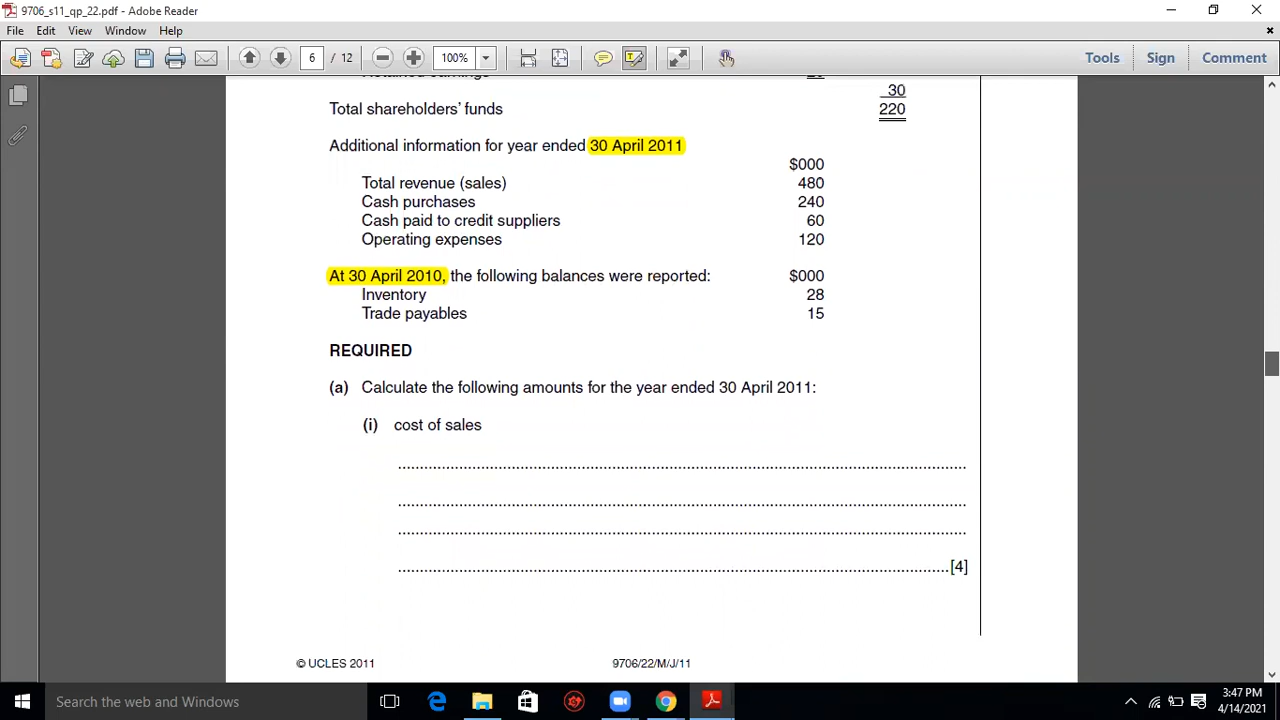 9706_s11_qp_22.pdf - Adobe Reader
File Edit View Window Help
6 / 12 100% Tools Sign Comment
Retained earnings
30
Total shareholders' funds 220
Additional information for year ended 30 April 2011
$000
Total revenue (sales) 480
Cash purchases 240
Cash paid to credit suppliers 60
Operating expenses 120
At 30 April 2010, the following balances were reported: $000
Inventory 28
Trade payables 15
REQUIRED
(a) Calculate the following amounts for the year ended 30 April 2011:
(i) cost of sales
[4]
© UCLES 2011 9706/22/M/J/11
Search the web and Windows
3:47 PM
4/14/2021